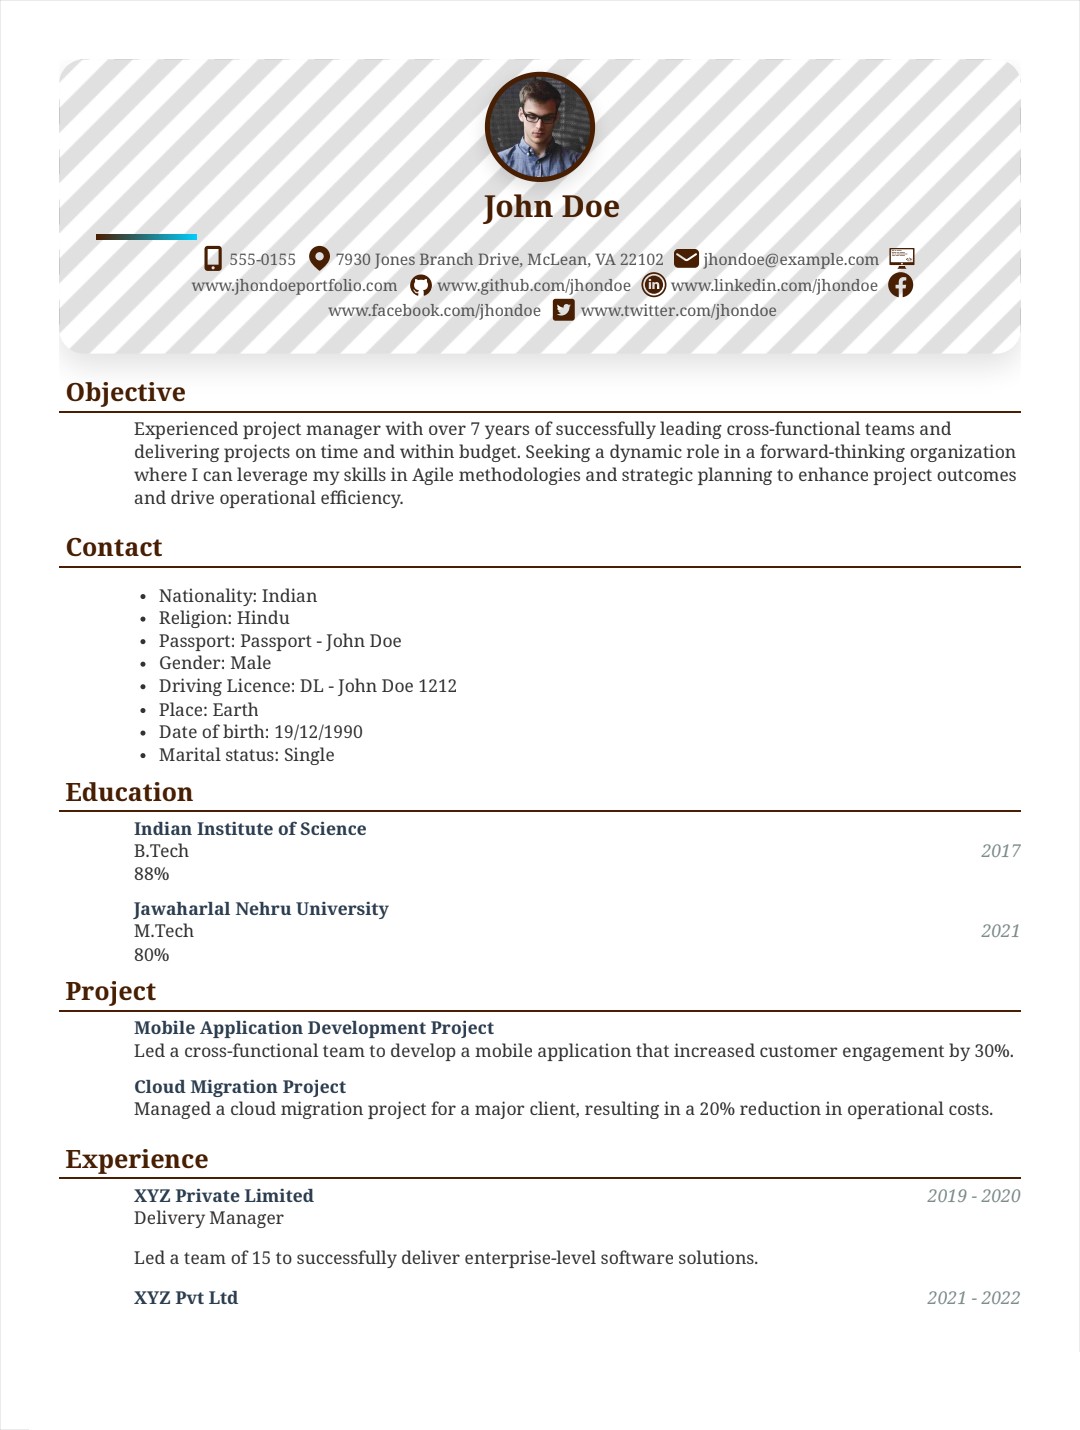 John Doe
555-0155 7930 Jones Branch Drive, McLean, VA 22102 jhondoe@example.com
www.jhondoeportfolio.com www.github.com/jhondoe www.linkedin.com/jhondoe
www.facebook.com/jhondoe www.twitter.com/jhondoe
Objective
Experienced project manager with over 7 years of successfully leading cross-functional teams and
delivering projects on time and within budget. Seeking a dynamic role in a forward-thinking organization
where I can leverage my skills in Agile methodologies and strategic planning to enhance project outcomes
and drive operational efficiency.
Contact
• Nationality: Indian
• Religion: Hindu
• Passport: Passport - John Doe
• Gender: Male
• Driving Licence: DL - John Doe 1212
• Place: Earth
• Date of birth: 19/12/1990
• Marital status: Single
Education
Indian Institute of Science
B.Tech 2017
88%
Jawaharlal Nehru University
M.Tech 2021
80%
Project
Mobile Application Development Project
Led a cross-functional team to develop a mobile application that increased customer engagement by 30%.
Cloud Migration Project
Managed a cloud migration project for a major client, resulting in a 20% reduction in operational costs.
Experience
XYZ Private Limited 2019 - 2020
Delivery Manager
Led a team of 15 to successfully deliver enterprise-level software solutions.
XYZ Pvt Ltd 2021 - 2022